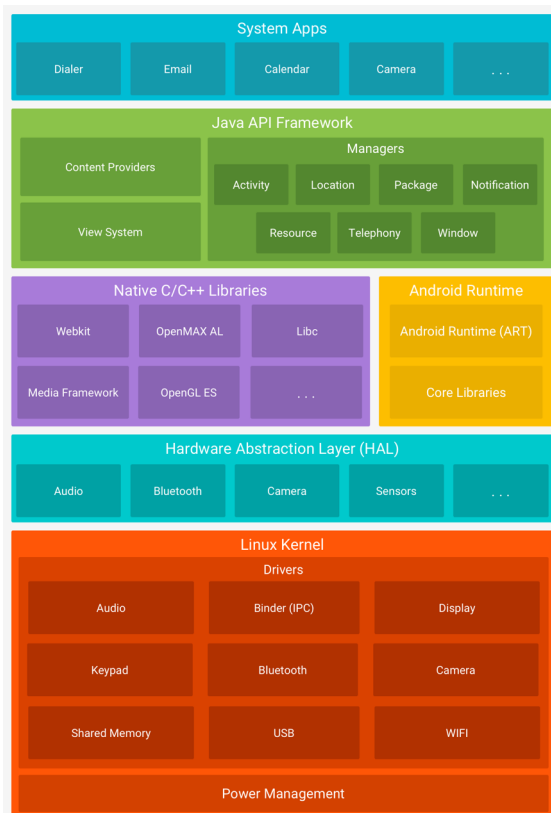 System Apps
Dialer
Email
Calendar
Camera
. . .
Java API Framework
Content Providers
View System
Managers
Activity
Location
Package
Notification
Resource
Telephony
Window
Native C/C++ Libraries
Webkit
OpenMAX AL
Libc
Media Framework
OpenGL ES
. . .
Android Runtime
Android Runtime (ART)
Core Libraries
Hardware Abstraction Layer (HAL)
Audio
Bluetooth
Camera
Sensors
. . .
Linux Kernel
Drivers
Audio
Binder (IPC)
Display
Keypad
Bluetooth
Camera
Shared Memory
USB
WIFI
Power Management